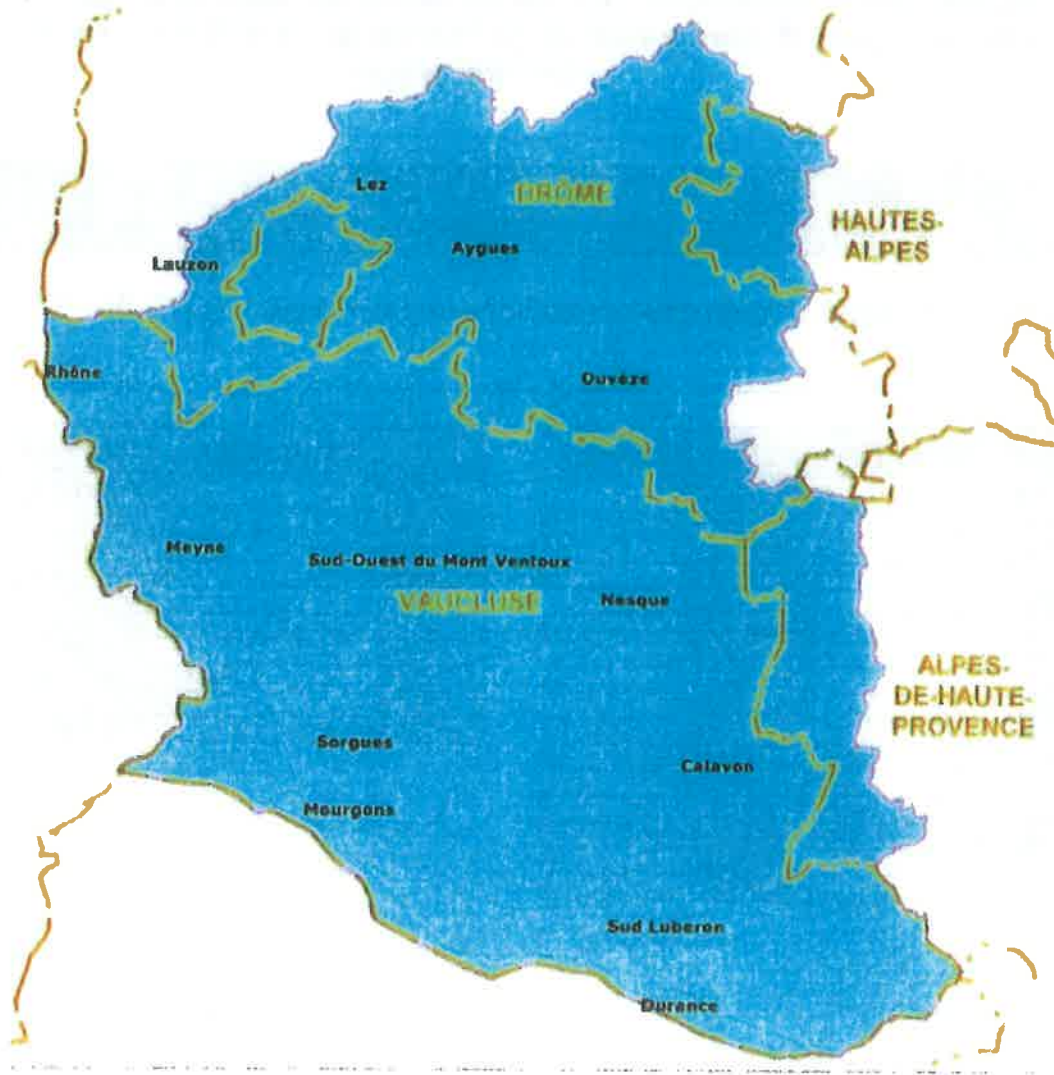 Lez
DRÔME
HAUTES-
ALPES
Aygues
Lauzon
Rhône
Ouvèze
Meyne
Sud-Ouest du Mont Ventoux
VAUCLUSE
Nesque
ALPES-
DE-HAUTE-
PROVENCE
Sorgues
Calavon
Mourgons
Sud Luberon
Durance